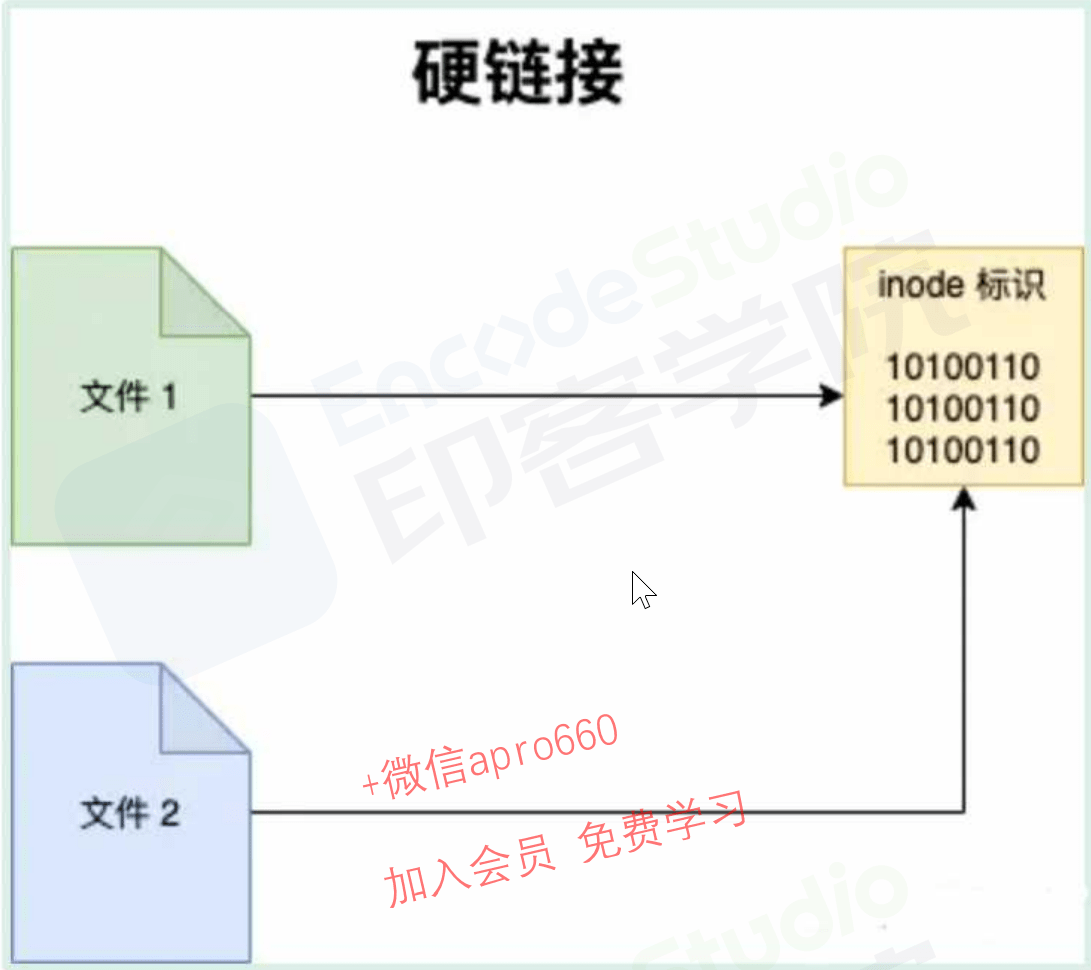 硬链接
EncodeStudio
印客学院
inode 标识
10100110
10100110
10100110
文件 1
文件 2
+微信apro660
加入会员 免费学习
Studio